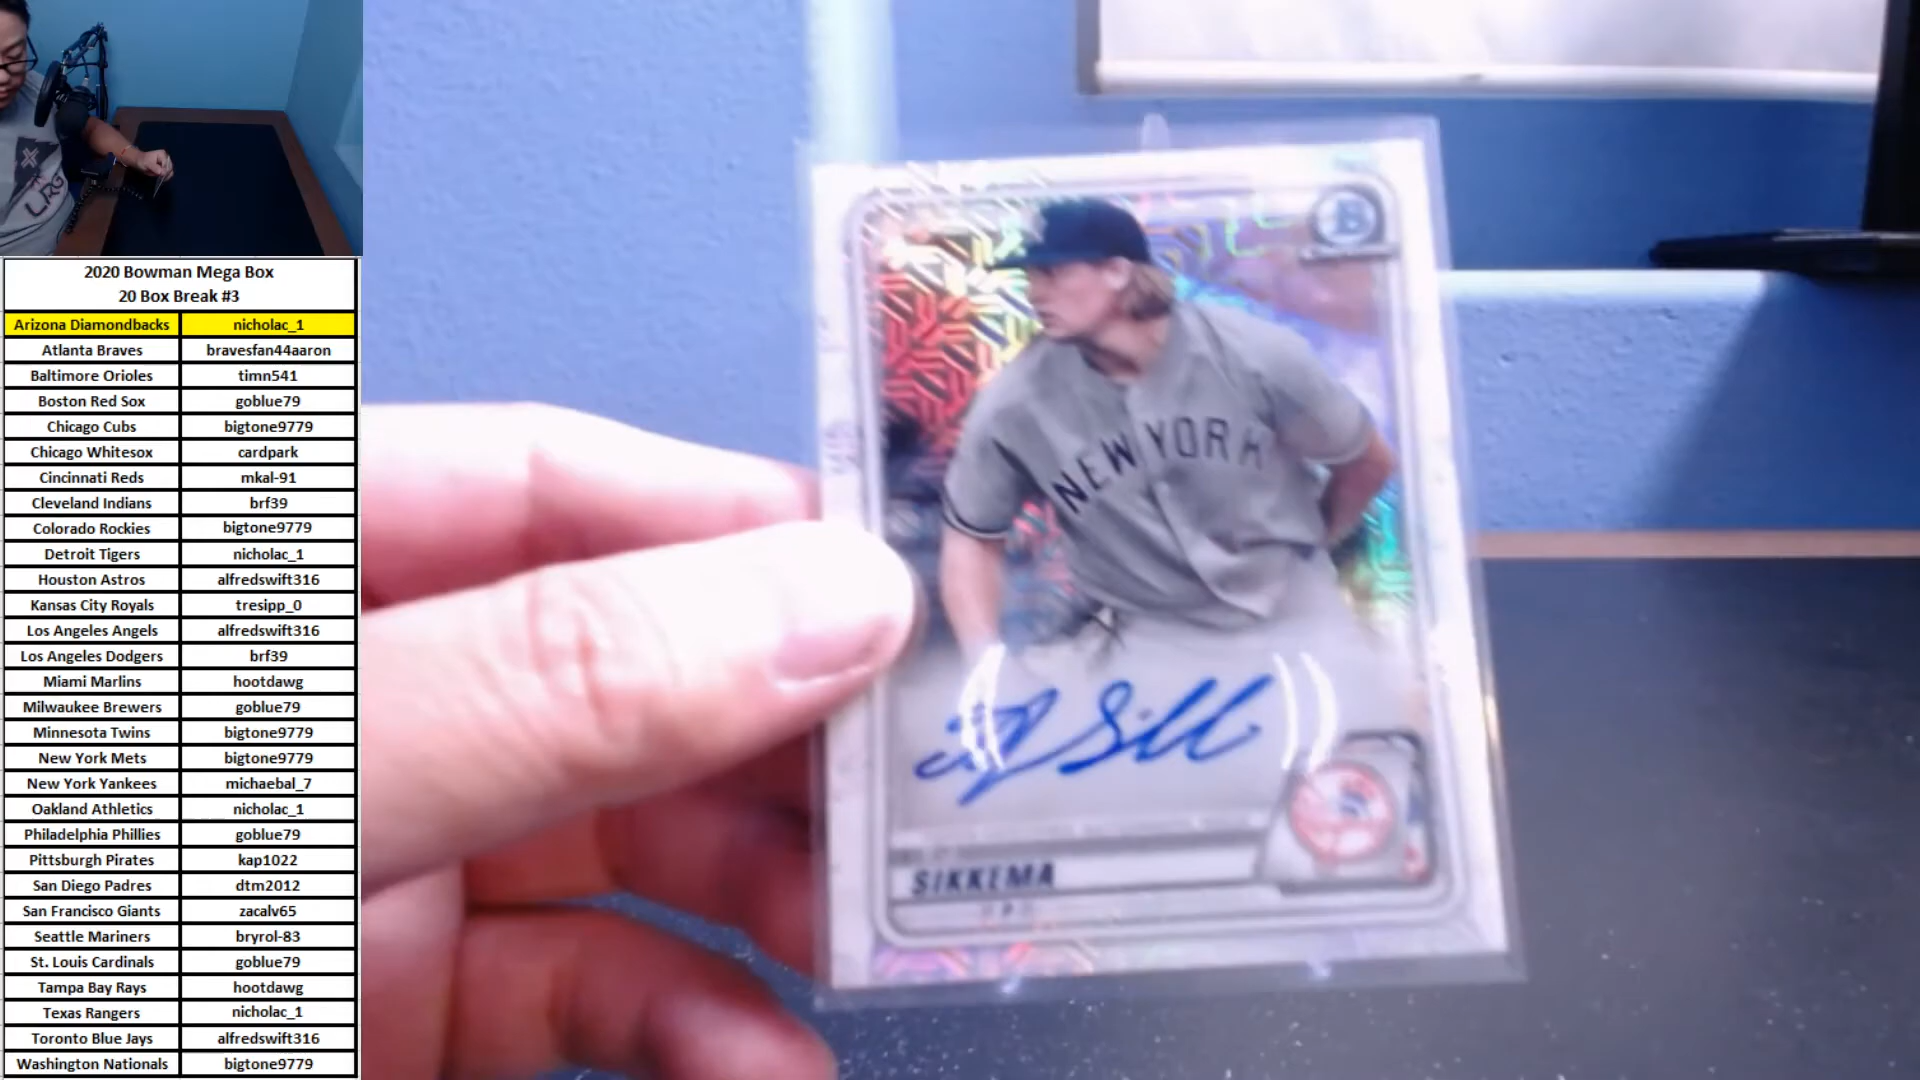 LRG
2020 Bowman Mega Box
20 Box Break #3
Arizona Diamondbacks nicholac_1
Atlanta Braves bravesfan44aaron
Baltimore Orioles timn541
Boston Red Sox goblue79
Chicago Cubs bigtone9779
Chicago Whitesox cardpark
Cincinnati Reds mkal-91
Cleveland Indians brf39
Colorado Rockies bigtone9779
Detroit Tigers nicholac_1
Houston Astros alfredswift316
Kansas City Royals tresipp_0
Los Angeles Angels alfredswift316
Los Angeles Dodgers brf39
Miami Marlins hootdawg
Milwaukee Brewers goblue79
Minnesota Twins bigtone9779
New York Mets bigtone9779
New York Yankees michaebal_7
Oakland Athletics nicholac_1
Philadelphia Phillies goblue79
Pittsburgh Pirates kap1022
San Diego Padres dtm2012
San Francisco Giants zacalv65
Seattle Mariners bryrol-83
St. Louis Cardinals goblue79
Tampa Bay Rays hootdawg
Texas Rangers nicholac_1
Toronto Blue Jays alfredswift316
Washington Nationals bigtone9779
B
NEW YORK
SIKKEMA